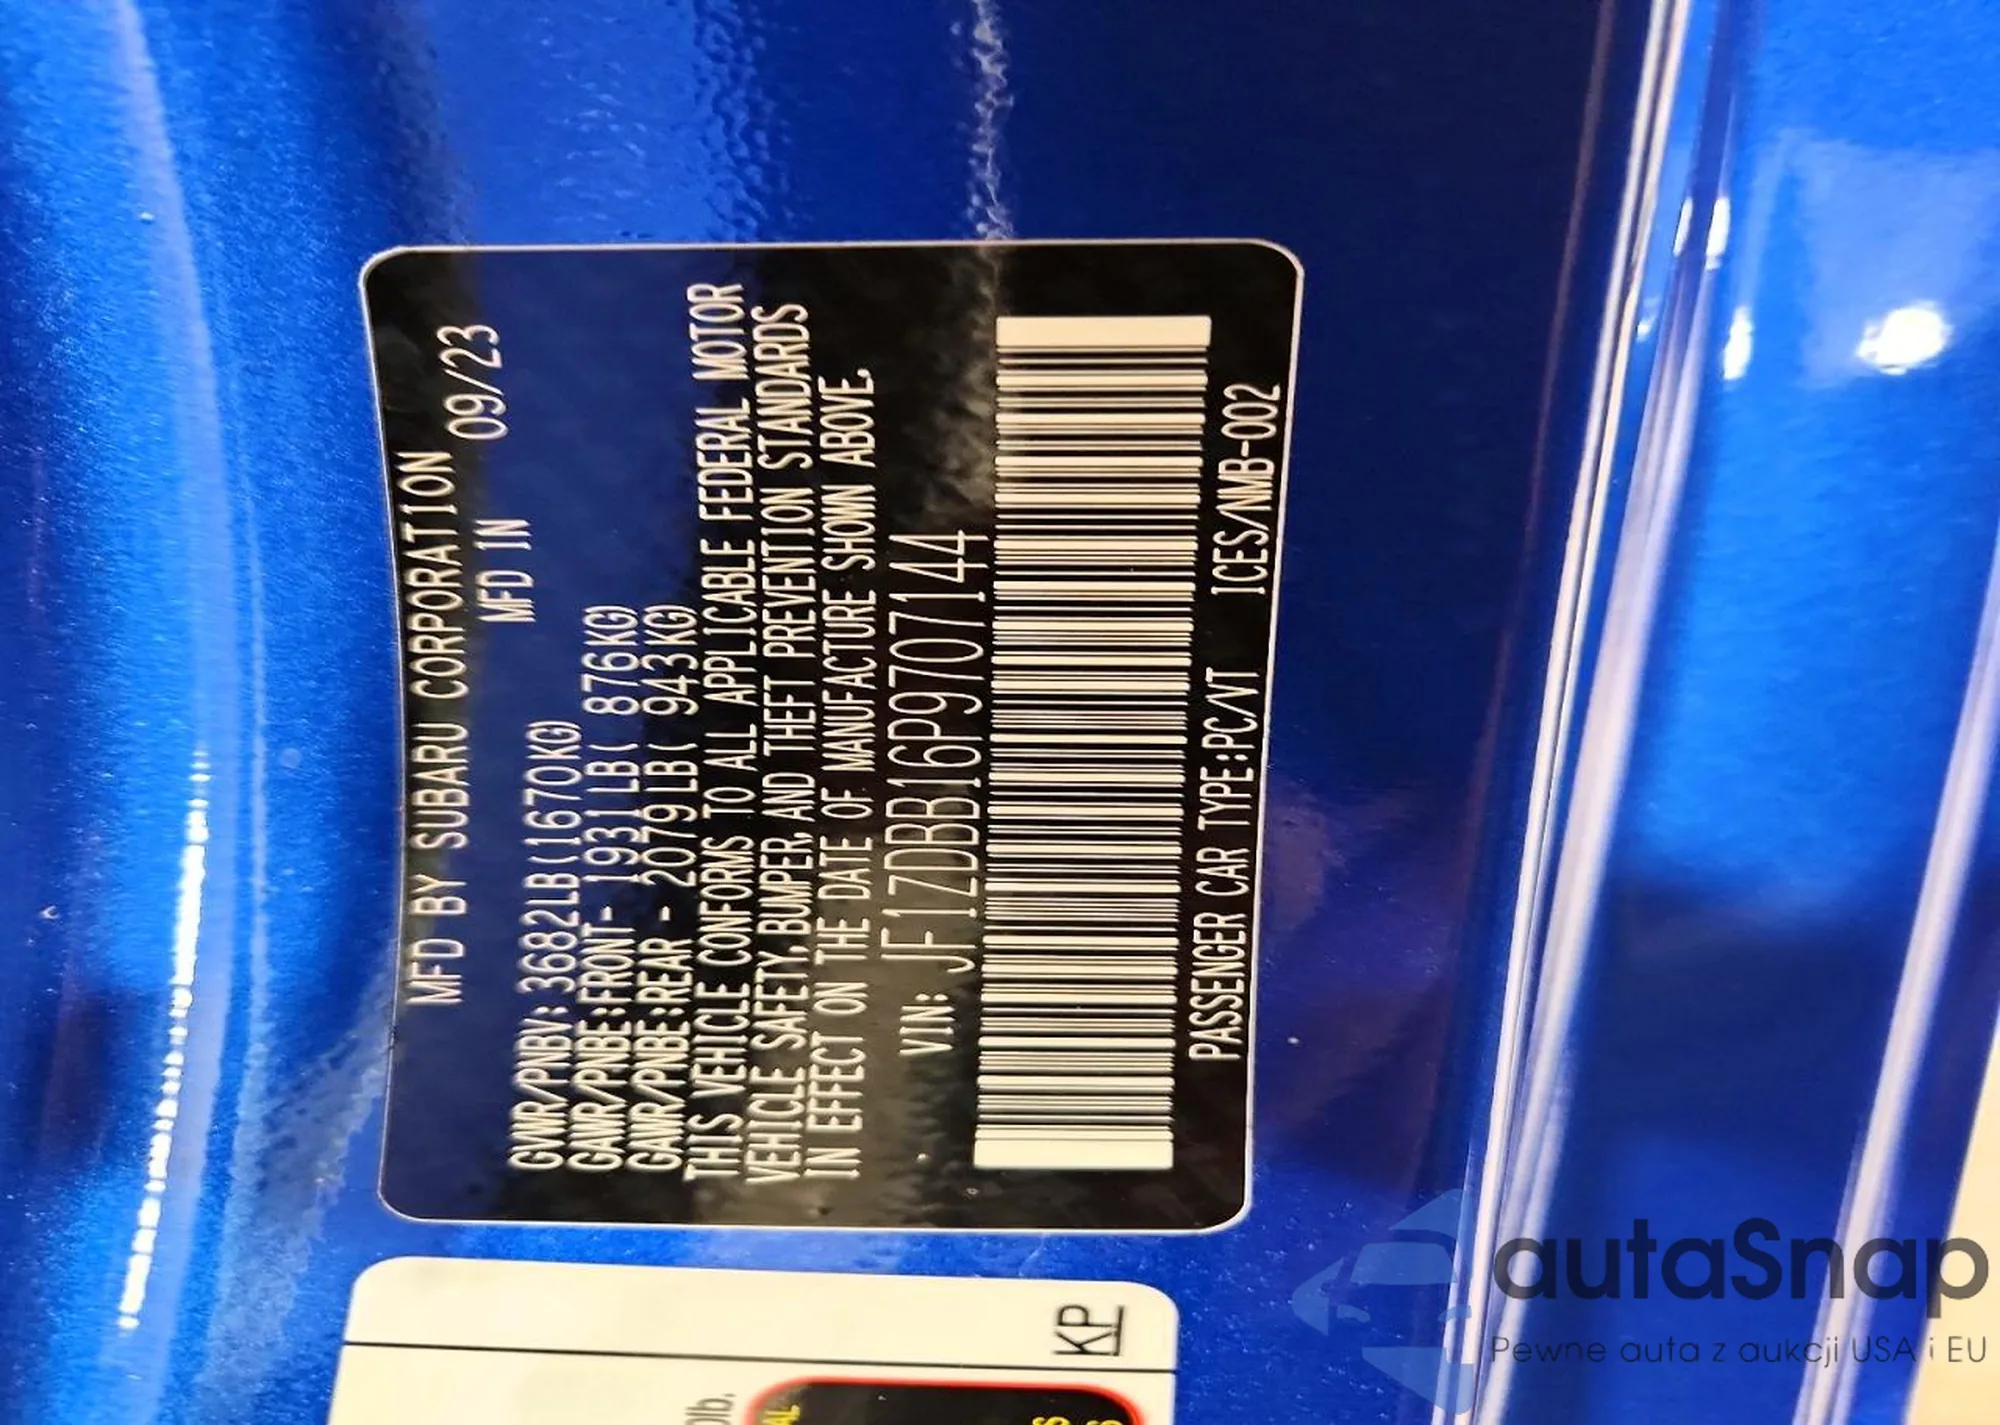 MFD BY SUBARU CORPORATION
MFD IN 09/23
GVWR/PNBV: 3682LB(1670KG)
GAWR/PNBE:FRONT- 1931LB( 876KG)
GAWR/PNBE:REAR - 2079LB( 943KG)
THIS VEHICLE CONFORMS TO ALL APPLICABLE FEDERAL MOTOR
VEHICLE SAFETY, BUMPER, AND THEFT PREVENTION STANDARDS
IN EFFECT ON THE DATE OF MANUFACTURE SHOWN ABOVE.
VIN: JF1ZDBB16P9707144
PASSENGER CAR TYPE:PC/VT ICES/NMB-002
KP
autaSnap
Pewne auta z aukcji USA i EU